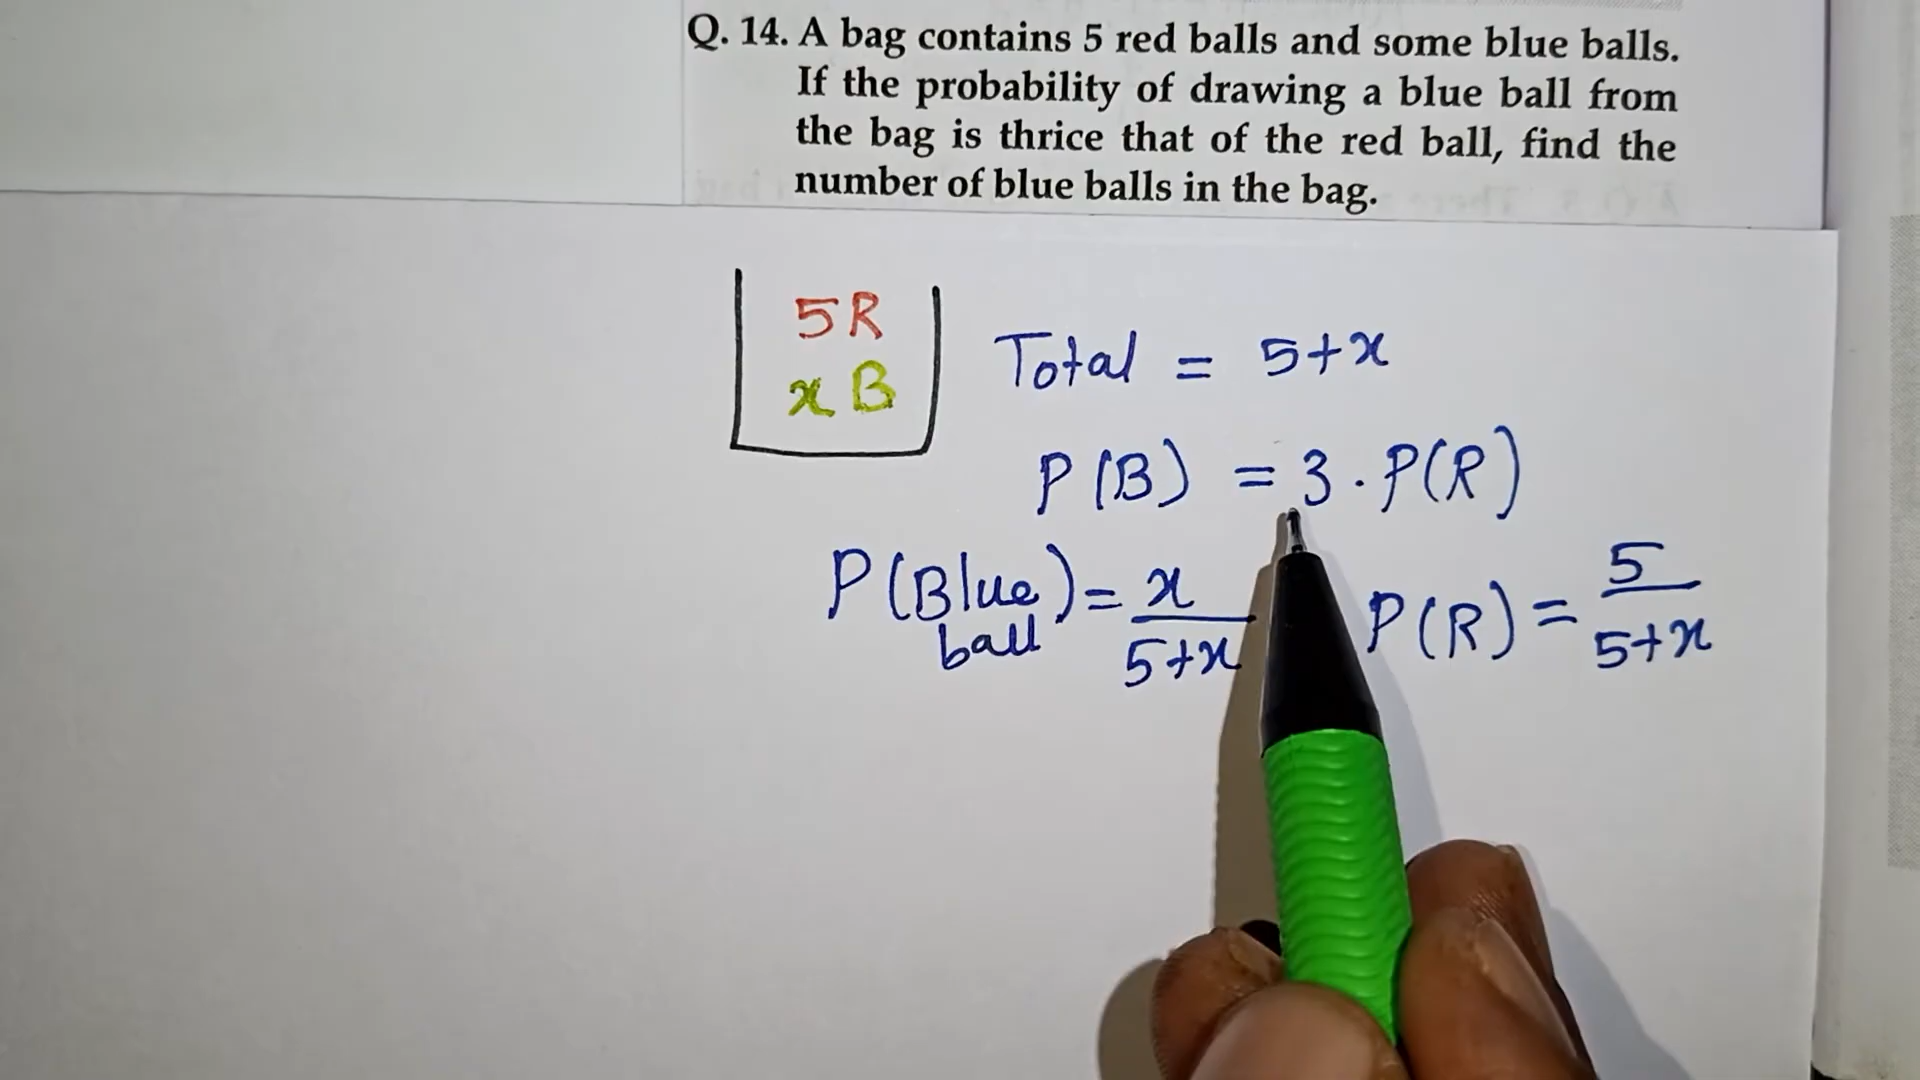 Q. 14. A bag contains 5 red balls and some blue balls.
If the probability of drawing a blue ball from
the bag is thrice that of the red ball, find the
number of blue balls in the bag.
5R
x B
Total = 5+x
P(B) = 3 . P(R)
P(Blue ball) = x/(5+x)
P(R) = 5/(5+x)